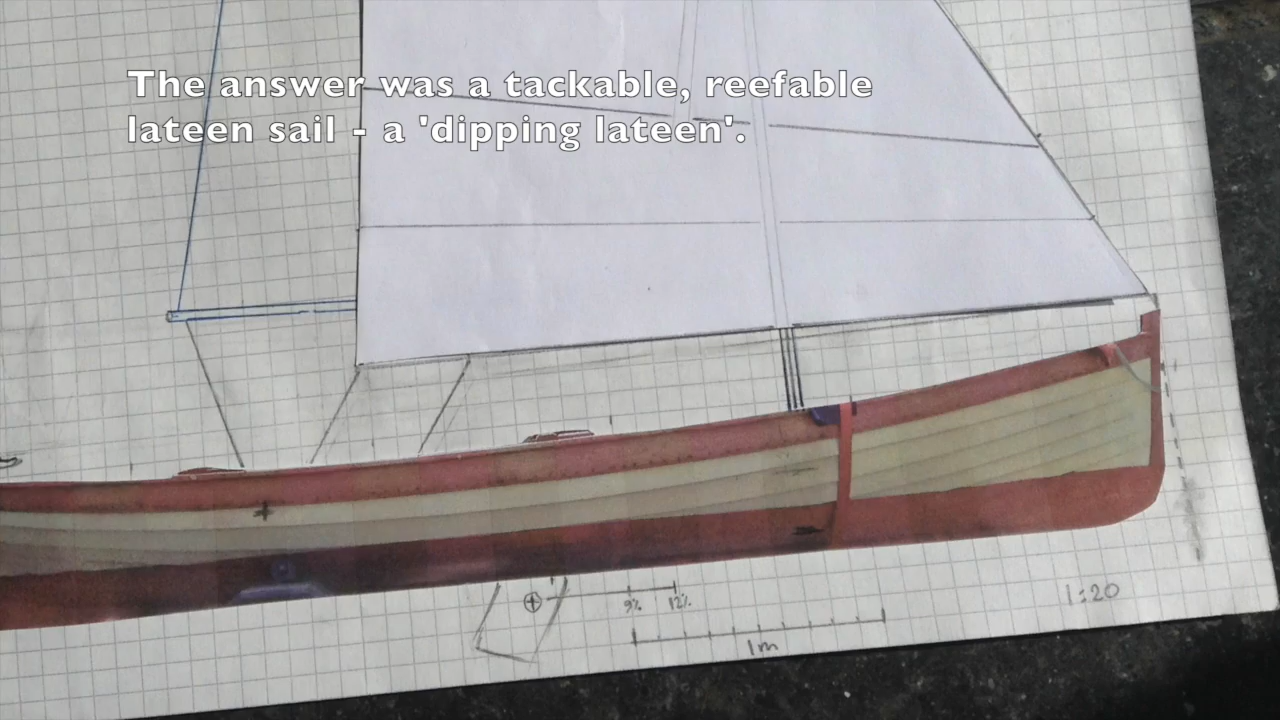 The answer was a tackable, reefable
lateen sail - a 'dipping lateen'.
9% 12%
1m
1:20